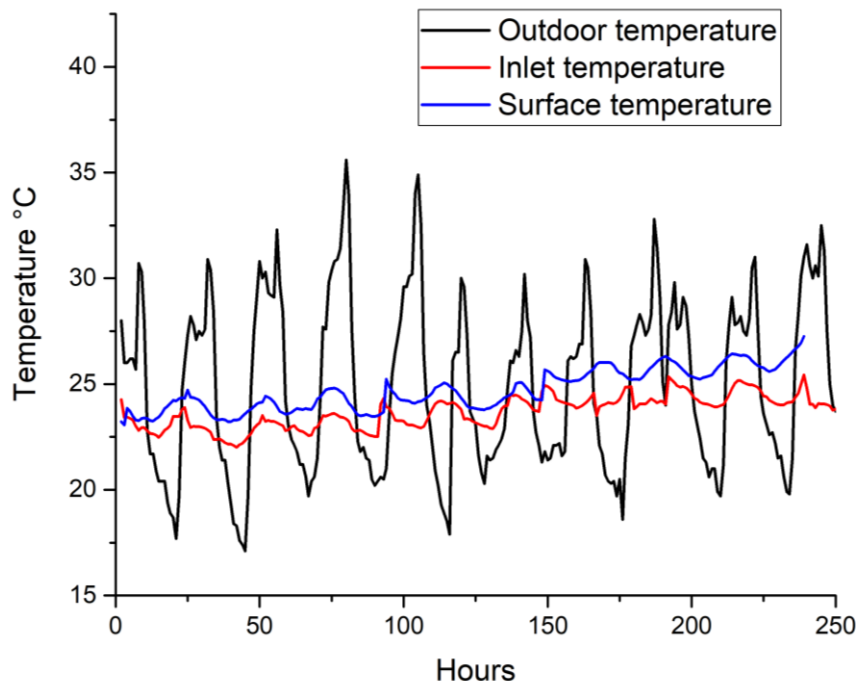 Outdoor temperature
Inlet temperature
Surface temperature
Temperature °C
40
35
30
25
20
15
0
50
100
150
200
250
Hours